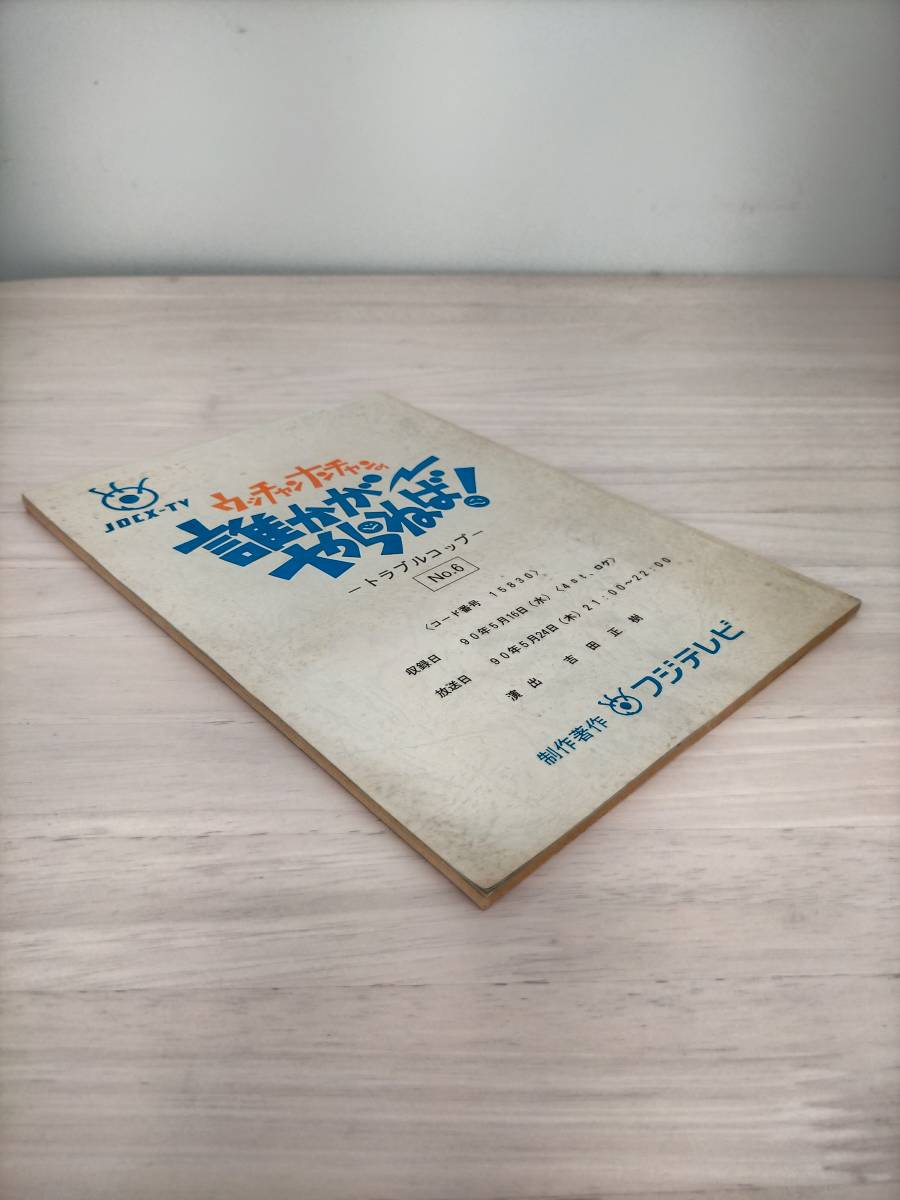 JOCX-TV
ウッチャンナンチャンの
誰かがやらねば!
ートラブルコップー
No.6
〈コード番号 15830〉
収録日 90年5月16日(水)〈4st、ロケ〉
放送日 90年5月24日(木)21:00~22:00
演出 吉田正樹
制作著作 フジテレビ